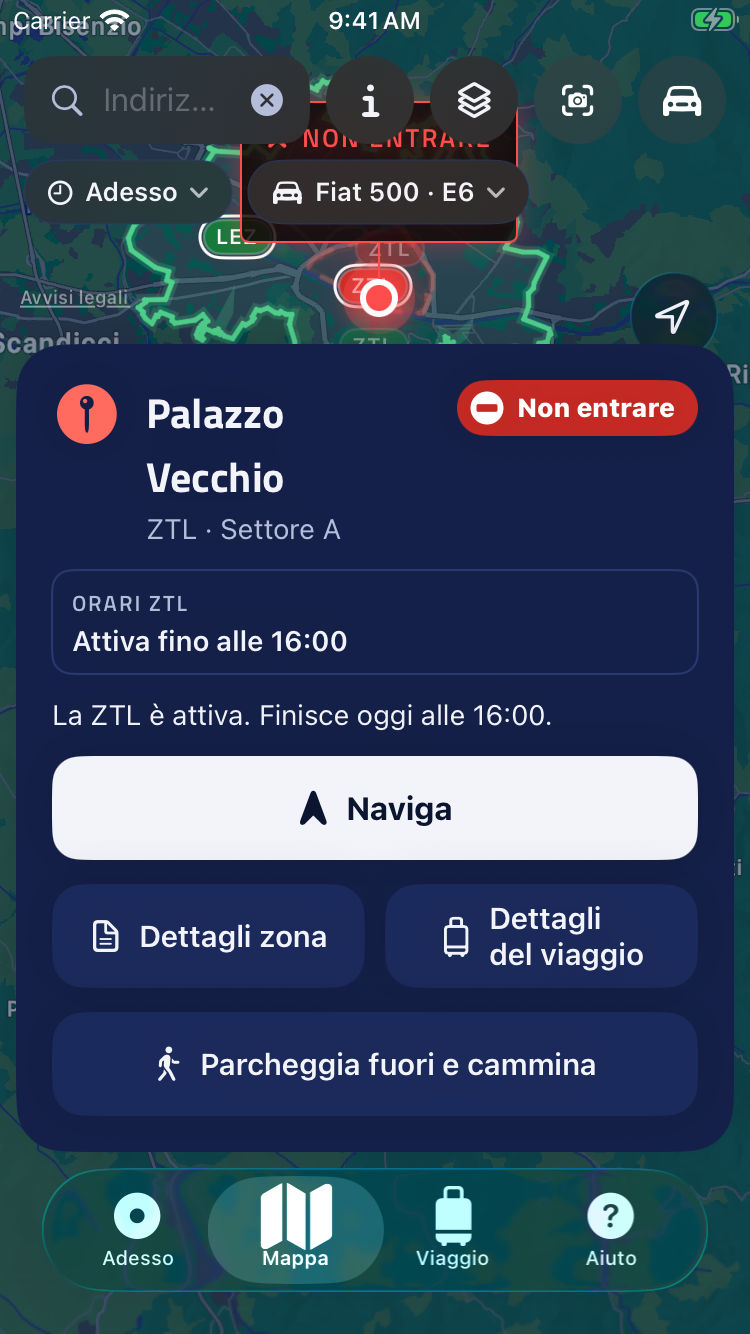 Carrier
9:41 AM
Indiriz...
NON ENTRARE
Adesso
Fiat 500 · E6
LEZ
ZTL
ZTL
Avvisi legali
Scandicci
ZTL
Palazzo
Vecchio
Non entrare
ZTL · Settore A
ORARI ZTL
Attiva fino alle 16:00
La ZTL è attiva. Finisce oggi alle 16:00.
Naviga
Dettagli zona
Dettagli
del viaggio
Parcheggia fuori e cammina
Adesso
Mappa
Viaggio
Aiuto